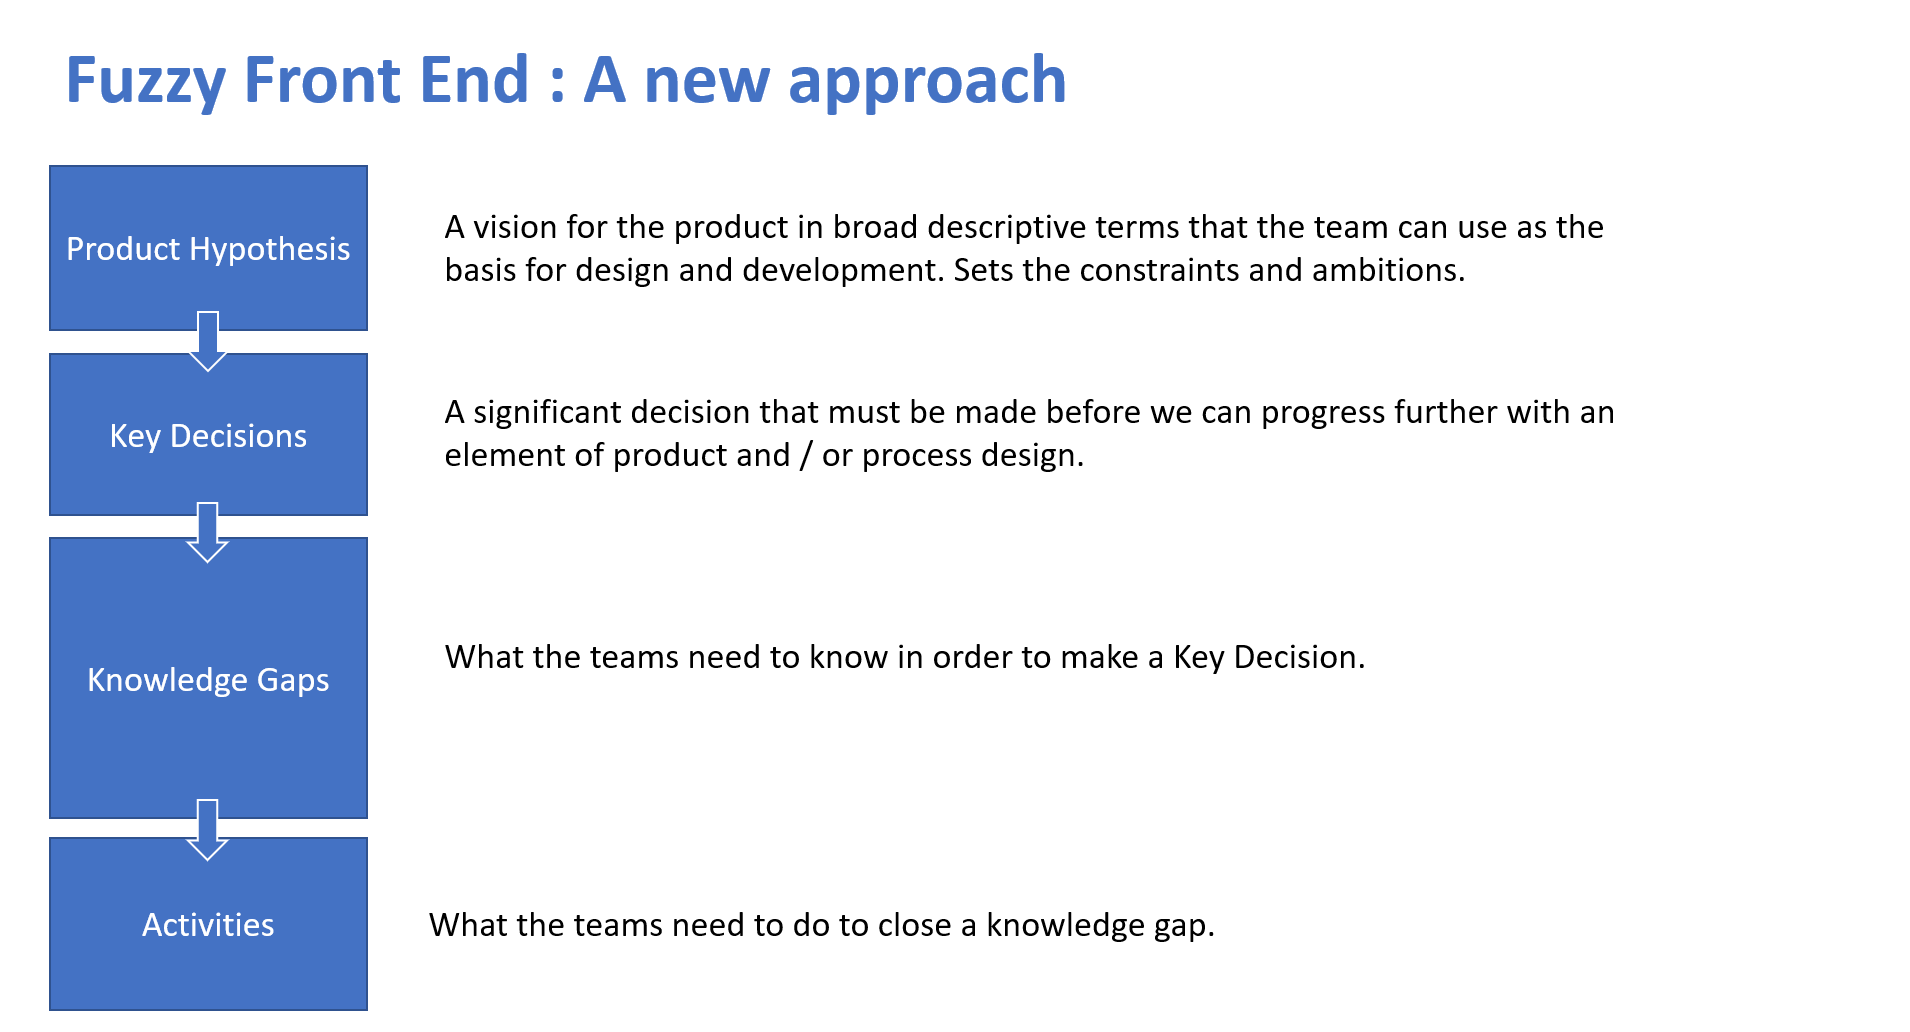 Fuzzy Front End : A new approach
Product Hypothesis
A vision for the product in broad descriptive terms that the team can use as the
basis for design and development. Sets the constraints and ambitions.
Key Decisions
A significant decision that must be made before we can progress further with an
element of product and / or process design.
Knowledge Gaps
What the teams need to know in order to make a Key Decision.
Activities
What the teams need to do to close a knowledge gap.